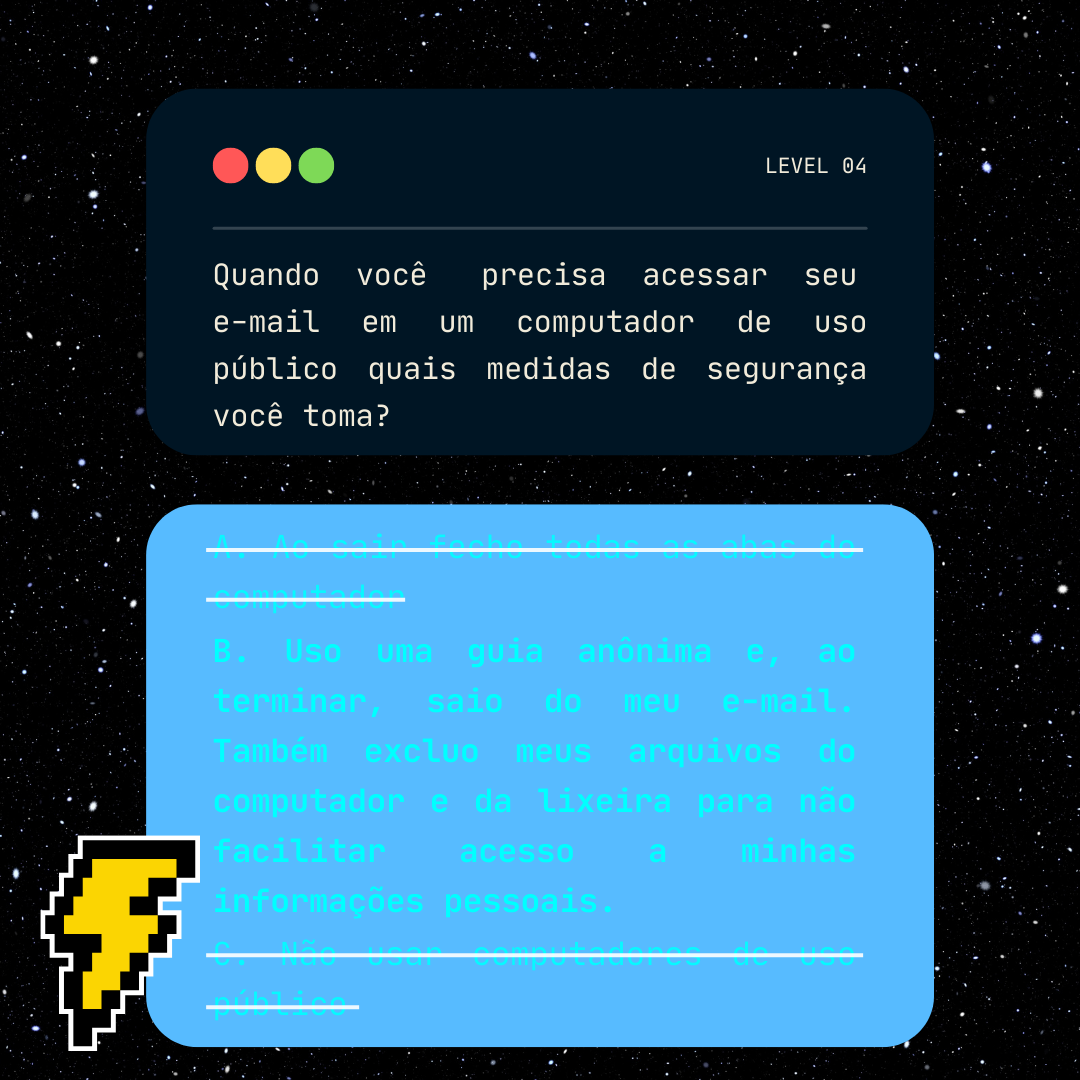 LEVEL 04
Quando você precisa acessar seu
e-mail em um computador de uso
público quais medidas de segurança
você toma?
A. Ao sair fecho todas as abas do
computador
B. Uso uma guia anônima e, ao
terminar, saio do meu e-mail.
Também excluo meus arquivos do
computador e da lixeira para não
facilitar acesso a minhas
informações pessoais.
C. Não usar computadores de uso
público